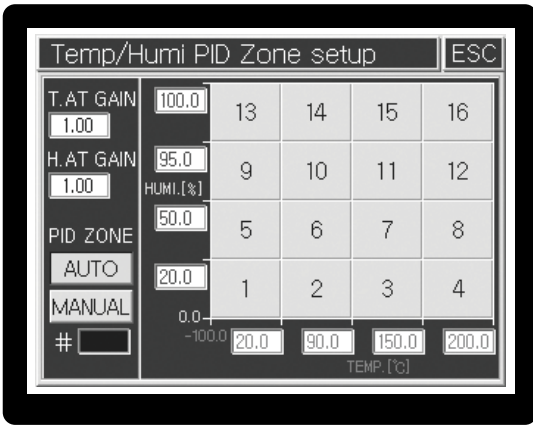 Temp/Humi PID Zone setup ESC
T.AT GAIN
1.00
H.AT GAIN
1.00
PID ZONE
AUTO
MANUAL
#
100.0 13 14 15 16
95.0 9 10 11 12
HUMI.[%]
50.0 5 6 7 8
20.0 1 2 3 4
0.0
-100.0 20.0 90.0 150.0 200.0
TEMP.[℃]